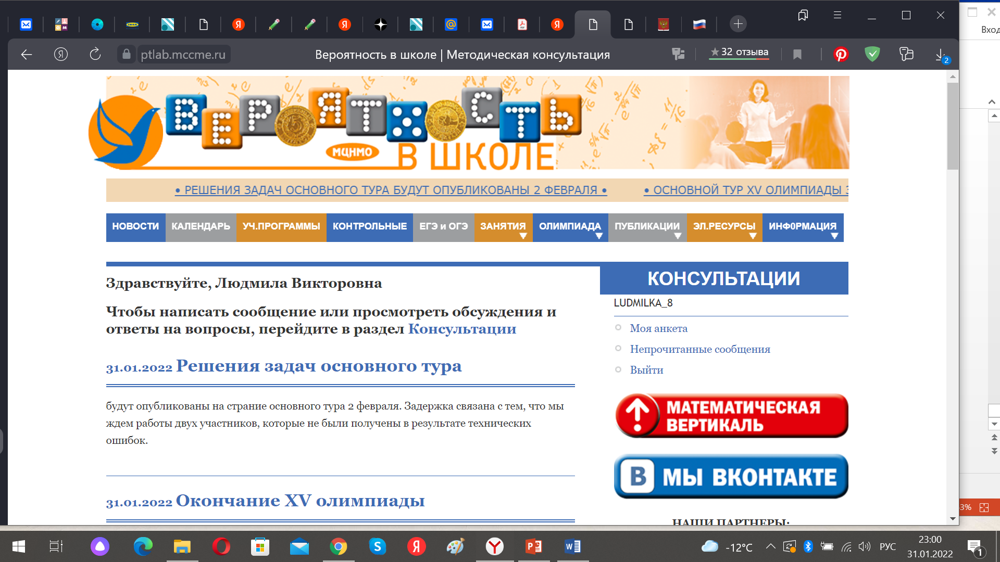 ptlab.mccme.ru
Вероятность в школе | Методическая консультация
★ 32 отзыва
2
Вход
ВЕРОЯТНОСТЬ
МЦНМО
В ШКОЛЕ
• РЕШЕНИЯ ЗАДАЧ ОСНОВНОГО ТУРА БУДУТ ОПУБЛИКОВАНЫ 2 ФЕВРАЛЯ •
• ОСНОВНОЙ ТУР XV ОЛИМПИАДЫ З
НОВОСТИ
КАЛЕНДАРЬ
УЧ.ПРОГРАММЫ
КОНТРОЛЬНЫЕ
ЕГЭ и ОГЭ
ЗАНЯТИЯ
ОЛИМПИАДА
ПУБЛИКАЦИИ
ЭЛ.РЕСУРСЫ
ИНФ0РМАЦИЯ
Здравствуйте, Людмила Викторовна
Чтобы написать сообщение или просмотреть обсуждения и
ответы на вопросы, перейдите в раздел Консультации
31.01.2022 Решения задач основного тура
будут опубликованы на страние основного тура 2 февраля. Задержка связана с тем, что мы
ждем работы двух участников, которые не были получены в результате технических
ошибок.
31.01.2022 Окончание XV олимпиады
КОНСУЛЬТАЦИИ
LUDMILKA_8
Моя анкета
Непрочитанные сообщения
Выйти
МАТЕМАТИЧЕСКАЯ
ВЕРТИКАЛЬ
В МЫ ВКОНТАКТЕ
НАШИ ПАРТНЕРЫ:
3%
-12°C
РУС
23:00
31.01.2022
1